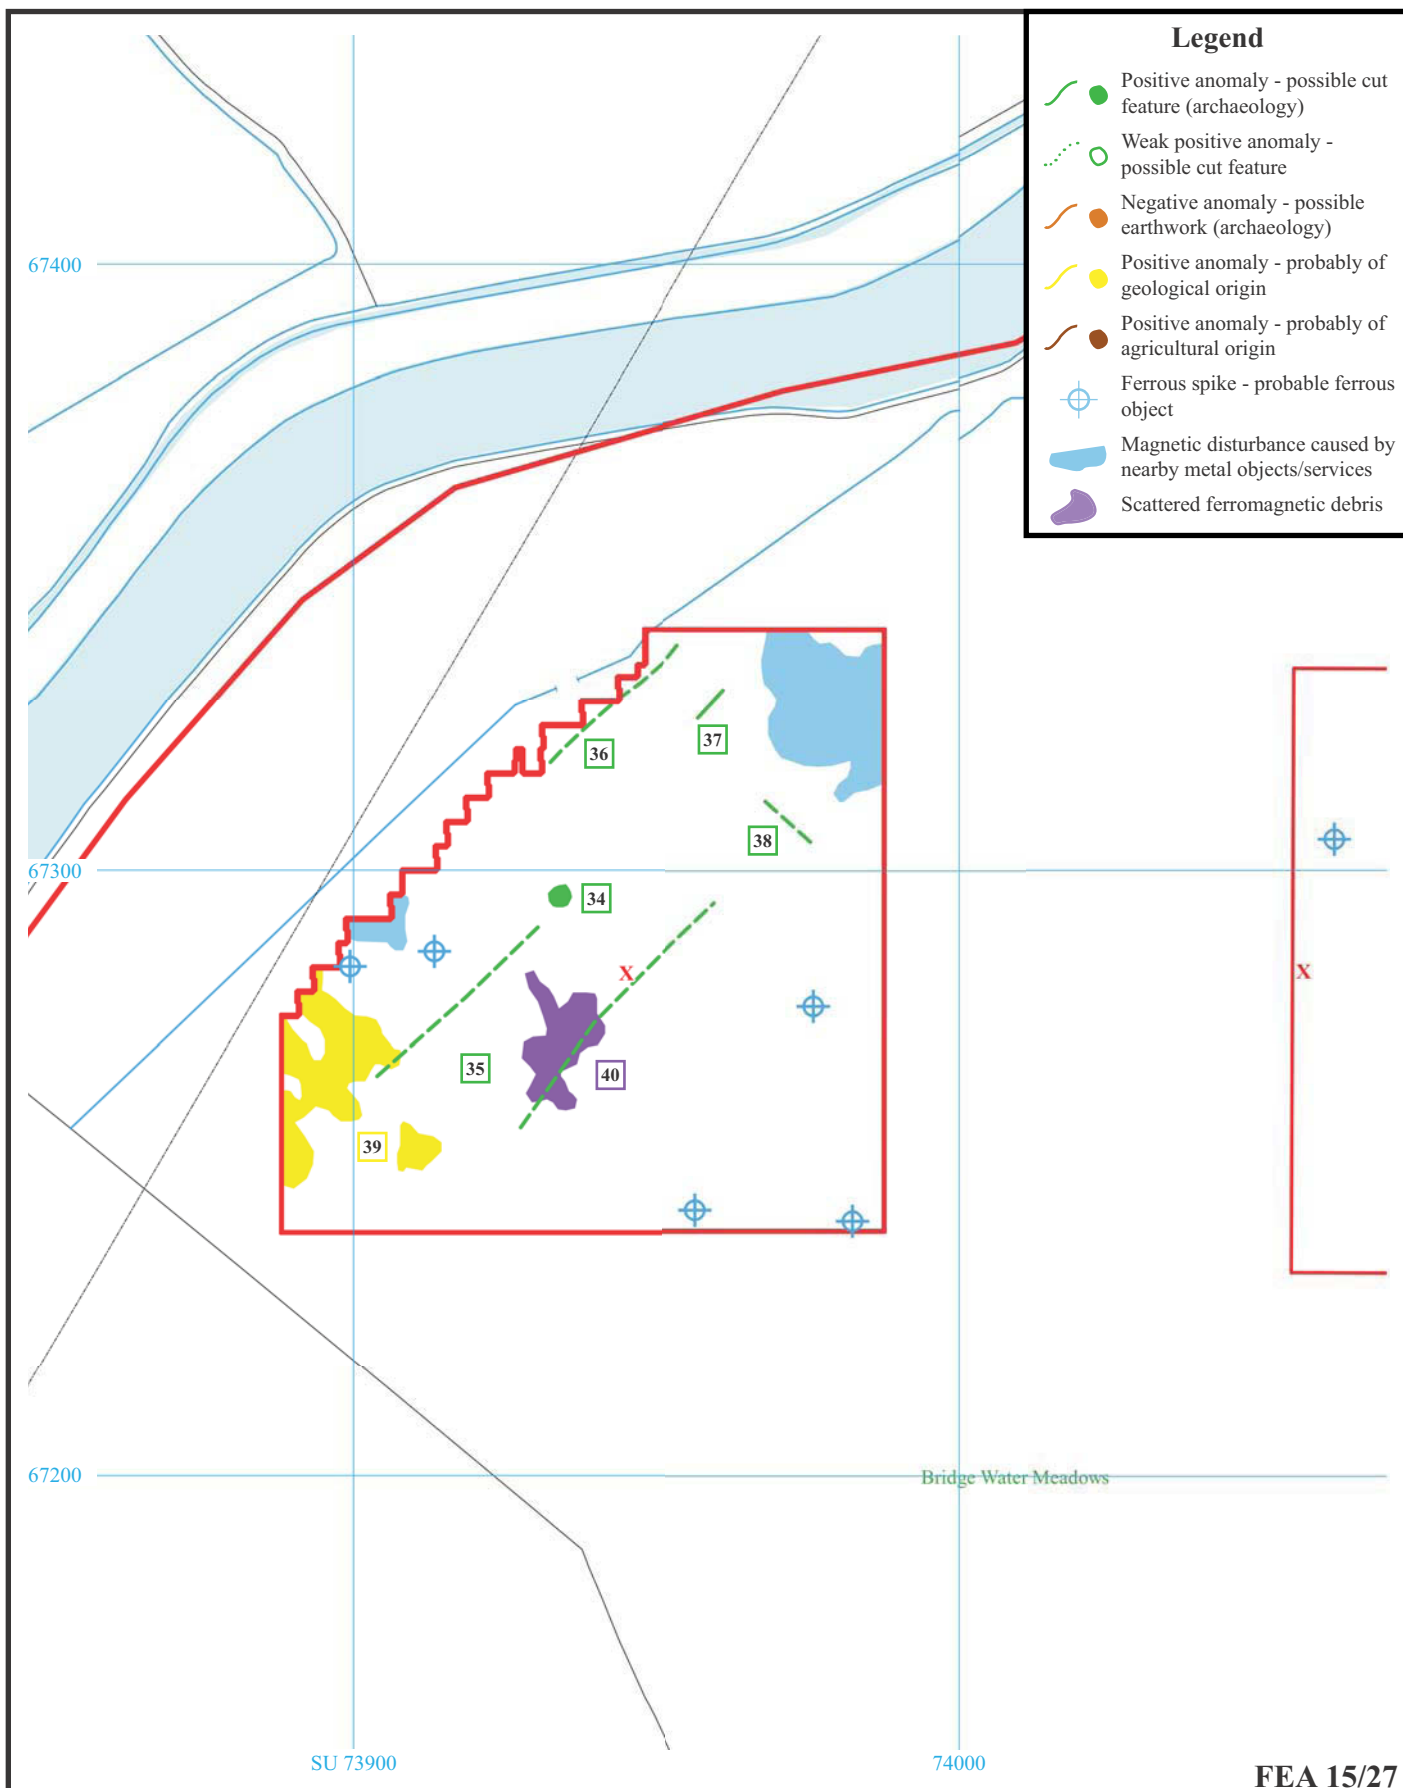 Legend
Positive anomaly - possible cut
feature (archaeology)
Weak positive anomaly -
possible cut feature
Negative anomaly - possible
earthwork (archaeology)
Positive anomaly - probably of
geological origin
Positive anomaly - probably of
agricultural origin
Ferrous spike - probable ferrous
object
Magnetic disturbance caused by
nearby metal objects/services
Scattered ferromagnetic debris
67400
36
37
38
67300
34
X
X
35
40
39
67200
Bridge Water Meadows
SU 73900
74000
FEA 15/27